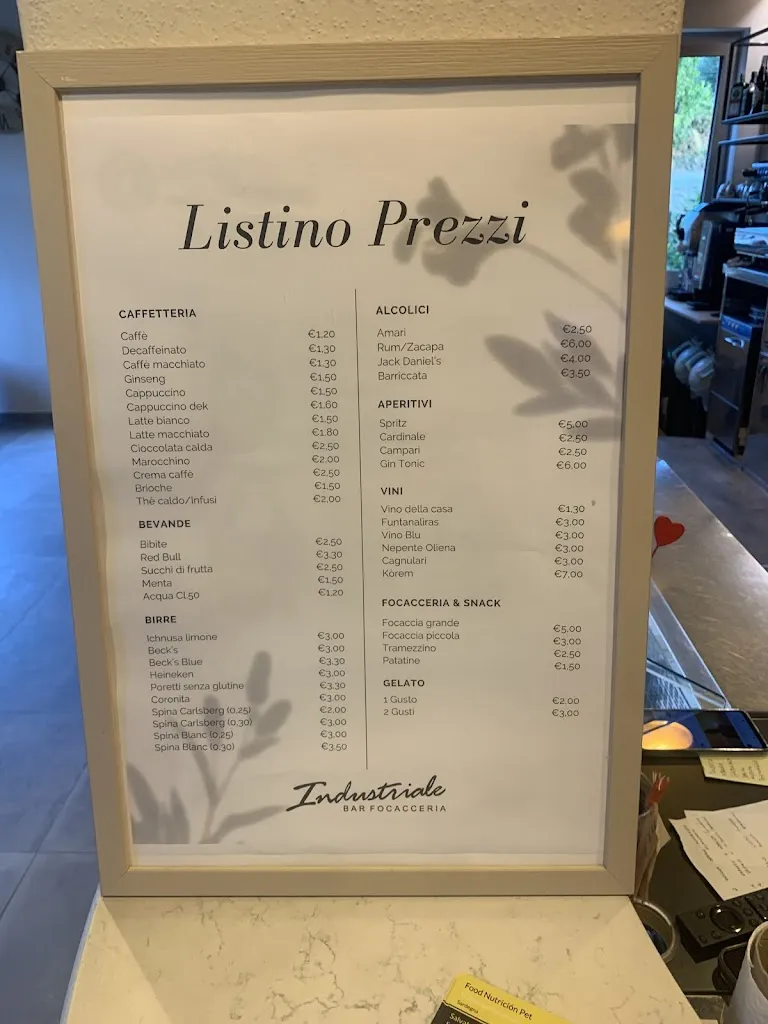 Listino Prezzi
CAFFETTERIA
Caffè €1,20
Decaffeinato €1,30
Caffè macchiato €1,30
Ginseng €1,50
Cappuccino €1,50
Cappuccino dek €1,60
Latte bianco €1,50
Latte macchiato €1,80
Cioccolata calda €2,50
Marocchino €2,00
Crema caffè €2,50
Brioche €1,50
Thè caldo/Infusi €2,00
BEVANDE
Bibite €2,50
Red Bull €3,30
Succhi di frutta €2,50
Menta €1,50
Acqua Cl.50 €1,20
BIRRE
Ichnusa limone €3,00
Beck's €3,00
Beck's Blue €3,30
Heineken €3,00
Poretti senza glutine €3,30
Coronita €3,00
Spina Carlsberg (0,25) €2,00
Spina Carlsberg (0,30) €3,00
Spina Blanc (0,25) €3,00
Spina Blanc (0,30) €3,50
ALCOLICI
Amari €2,50
Rum/Zacapa €6,00
Jack Daniel's €4,00
Barriccata €3,50
APERITIVI
Spritz €5,00
Cardinale €2,50
Campari €2,50
Gin Tonic €6,00
VINI
Vino della casa €1,30
Funtanaliras €3,00
Vino Blu €3,00
Nepente Oliena €3,00
Cagnulari €3,00
Korem €7,00
FOCACCERIA & SNACK
Focaccia grande €5,00
Focaccia piccola €3,00
Tramezzino €2,50
Patatine €1,50
GELATO
1 Gusto €2,00
2 Gusti €3,00
Industriale
BAR FOCACCERIA
Food Nutrición Pet
Sardegna